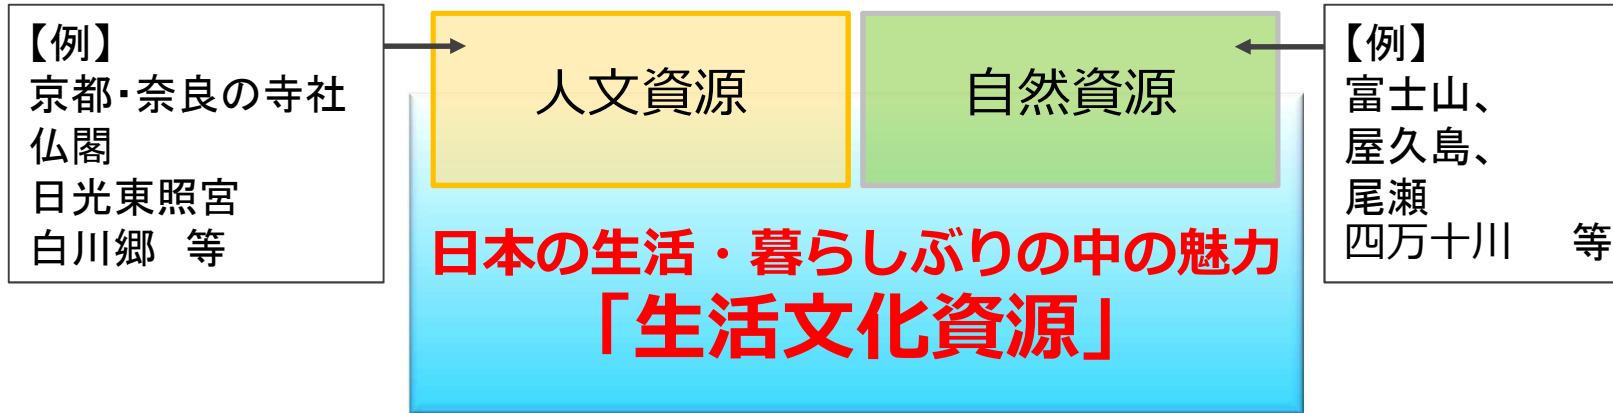 【例】
京都・奈良の寺社
仏閣
日光東照宮
白川郷　等
人文資源
自然資源
【例】
富士山、
屋久島、
尾瀬
四万十川　等
日本の生活・暮らしぶりの中の魅力
「生活文化資源」